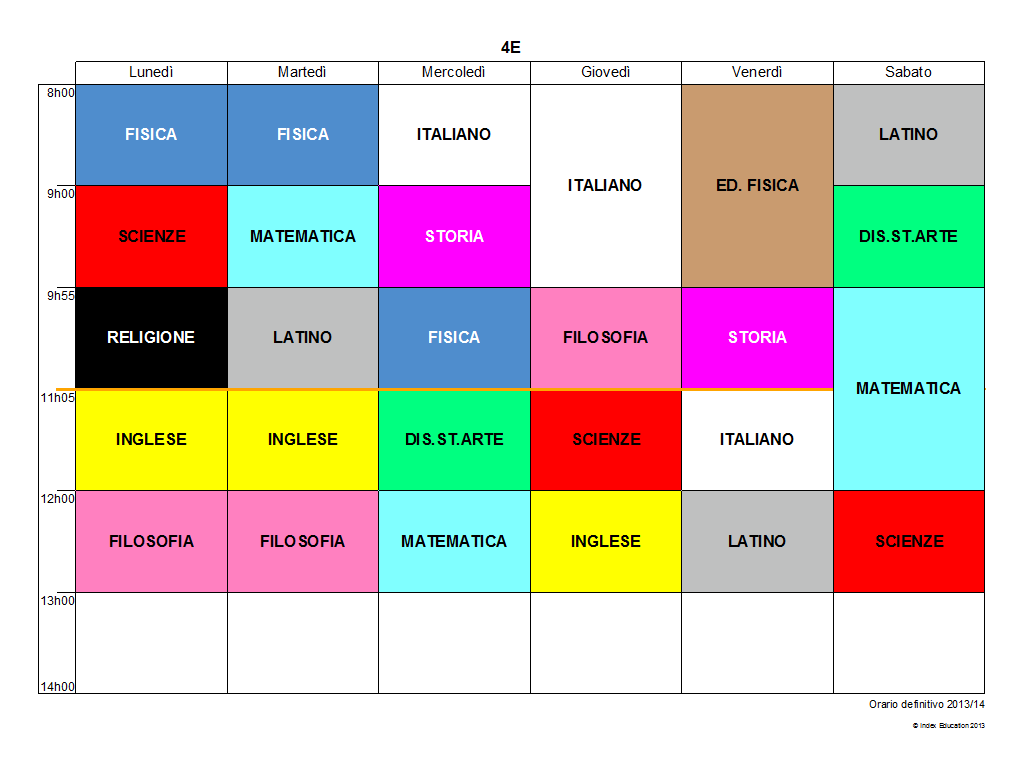 4E
Lunedì Martedì Mercoledì Giovedì Venerdì Sabato
8h00
FISICA FISICA ITALIANO LATINO
ITALIANO ED. FISICA
9h00
SCIENZE MATEMATICA STORIA DIS.ST.ARTE
9h55
RELIGIONE LATINO FISICA FILOSOFIA STORIA
MATEMATICA
11h05
INGLESE INGLESE DIS.ST.ARTE SCIENZE ITALIANO
12h00
FILOSOFIA FILOSOFIA MATEMATICA INGLESE LATINO SCIENZE
13h00
14h00
Orario definitivo 2013/14
© Index Education 2013